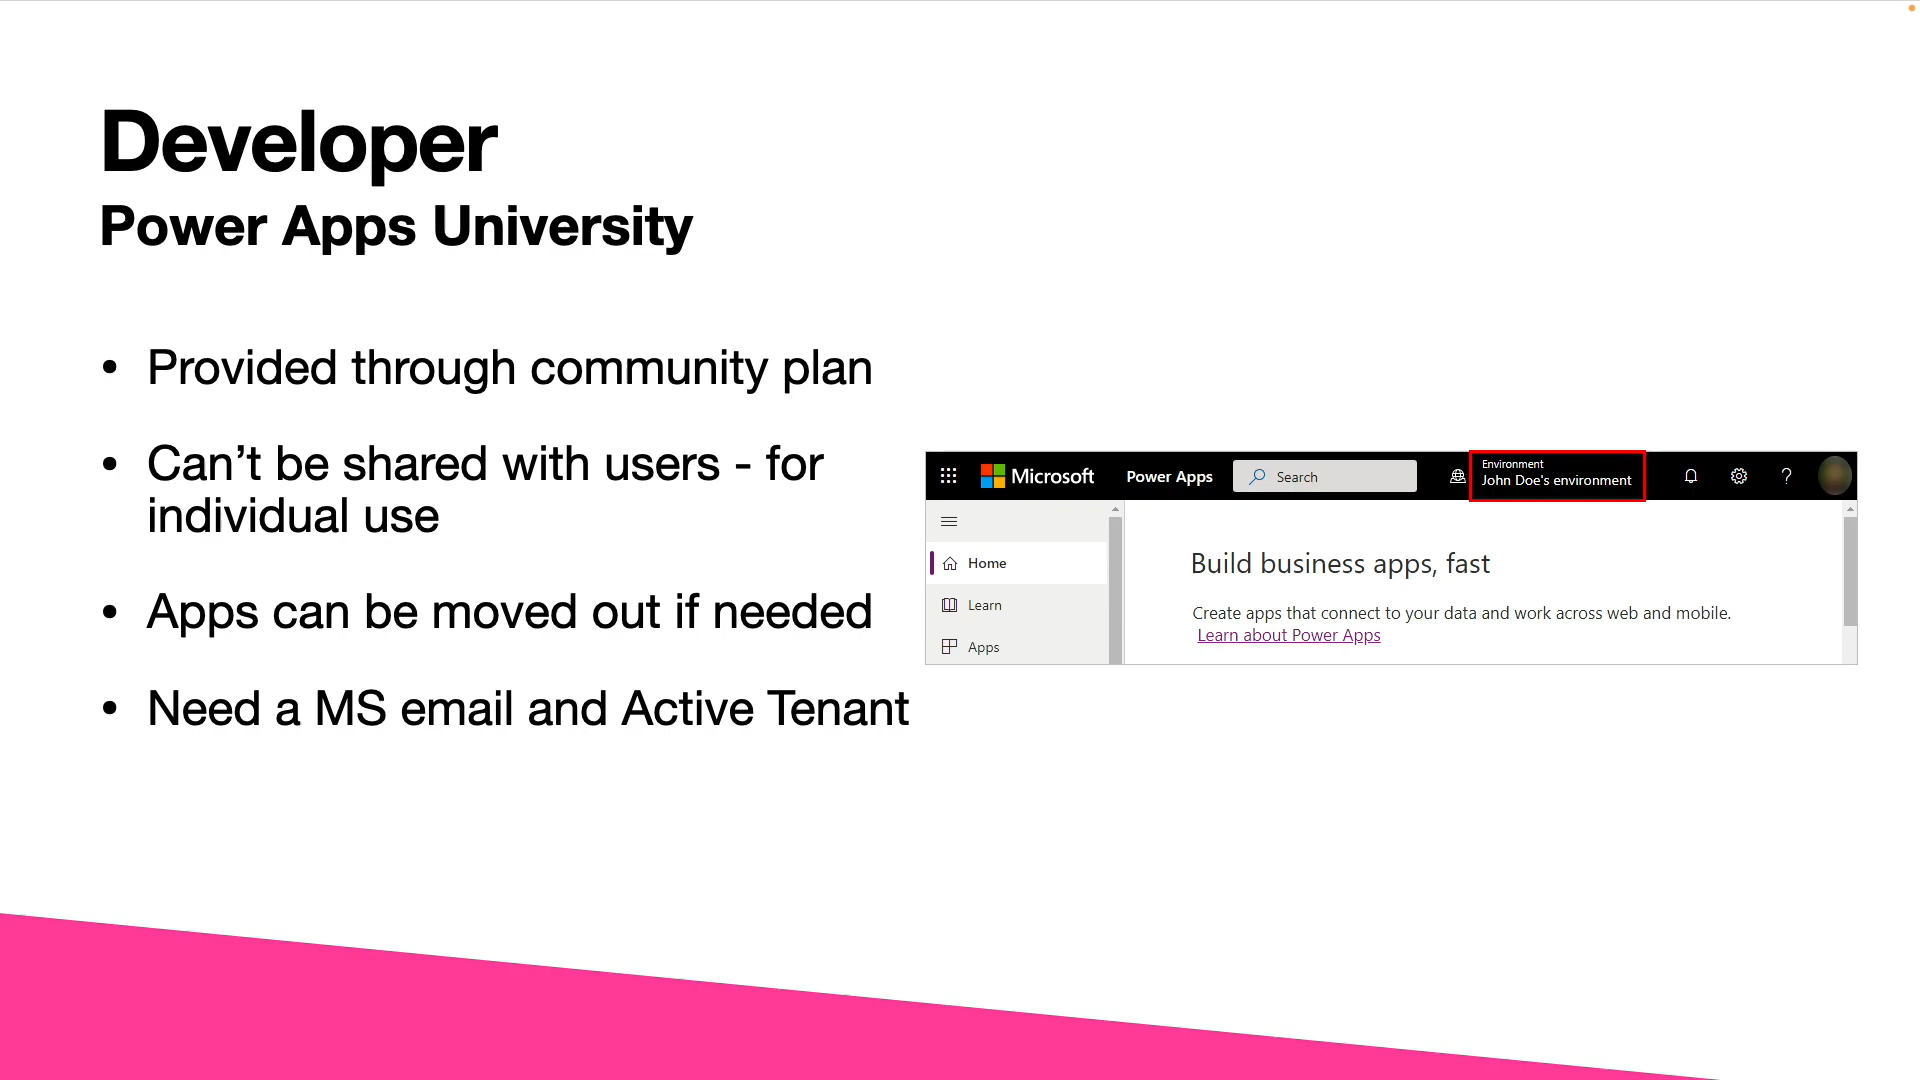 Developer
Power Apps University
• Provided through community plan
• Can’t be shared with users - for
individual use
• Apps can be moved out if needed
• Need a MS email and Active Tenant
Microsoft Power Apps Search Environment
John Doe's environment ?
Home
Learn
Apps
Build business apps, fast
Create apps that connect to your data and work across web and mobile.
Learn about Power Apps